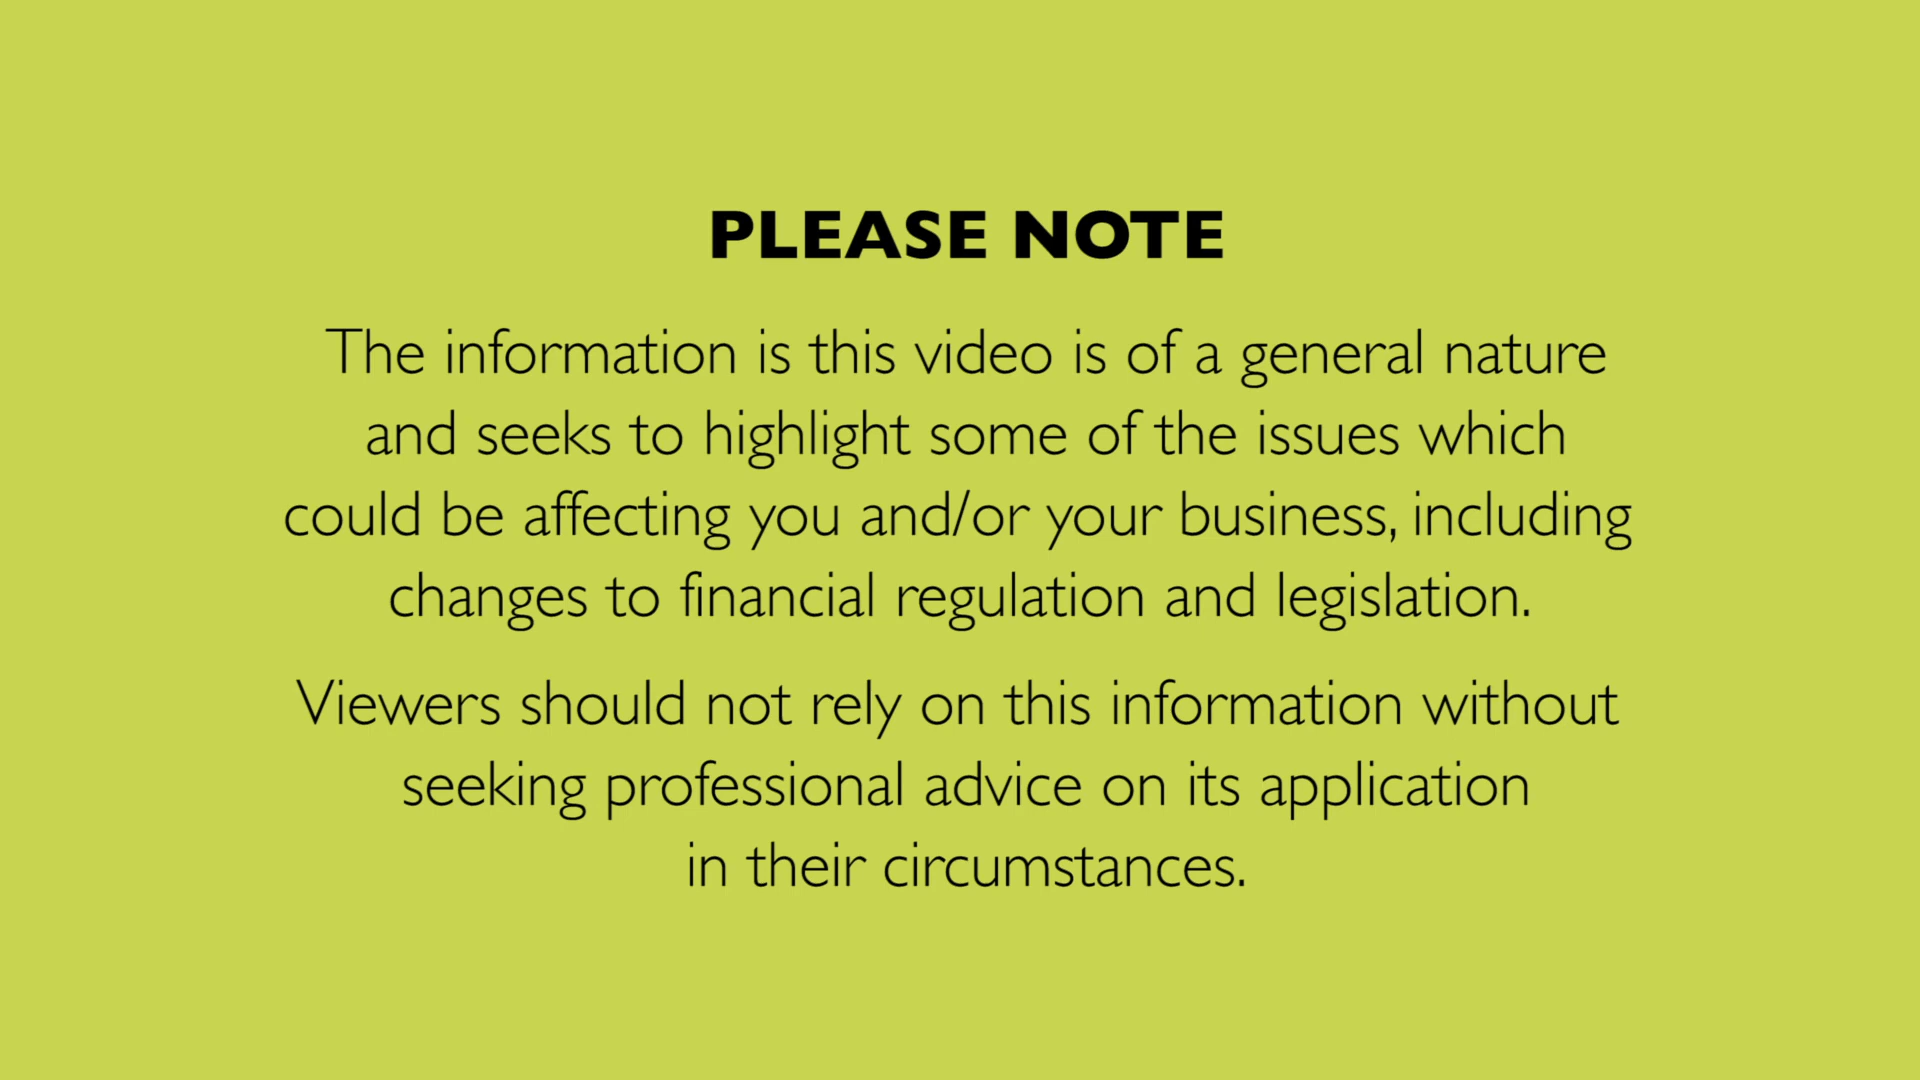 PLEASE NOTE
The information is this video is of a general nature
and seeks to highlight some of the issues which
could be affecting you and/or your business, including
changes to financial regulation and legislation.
Viewers should not rely on this information without
seeking professional advice on its application
in their circumstances.